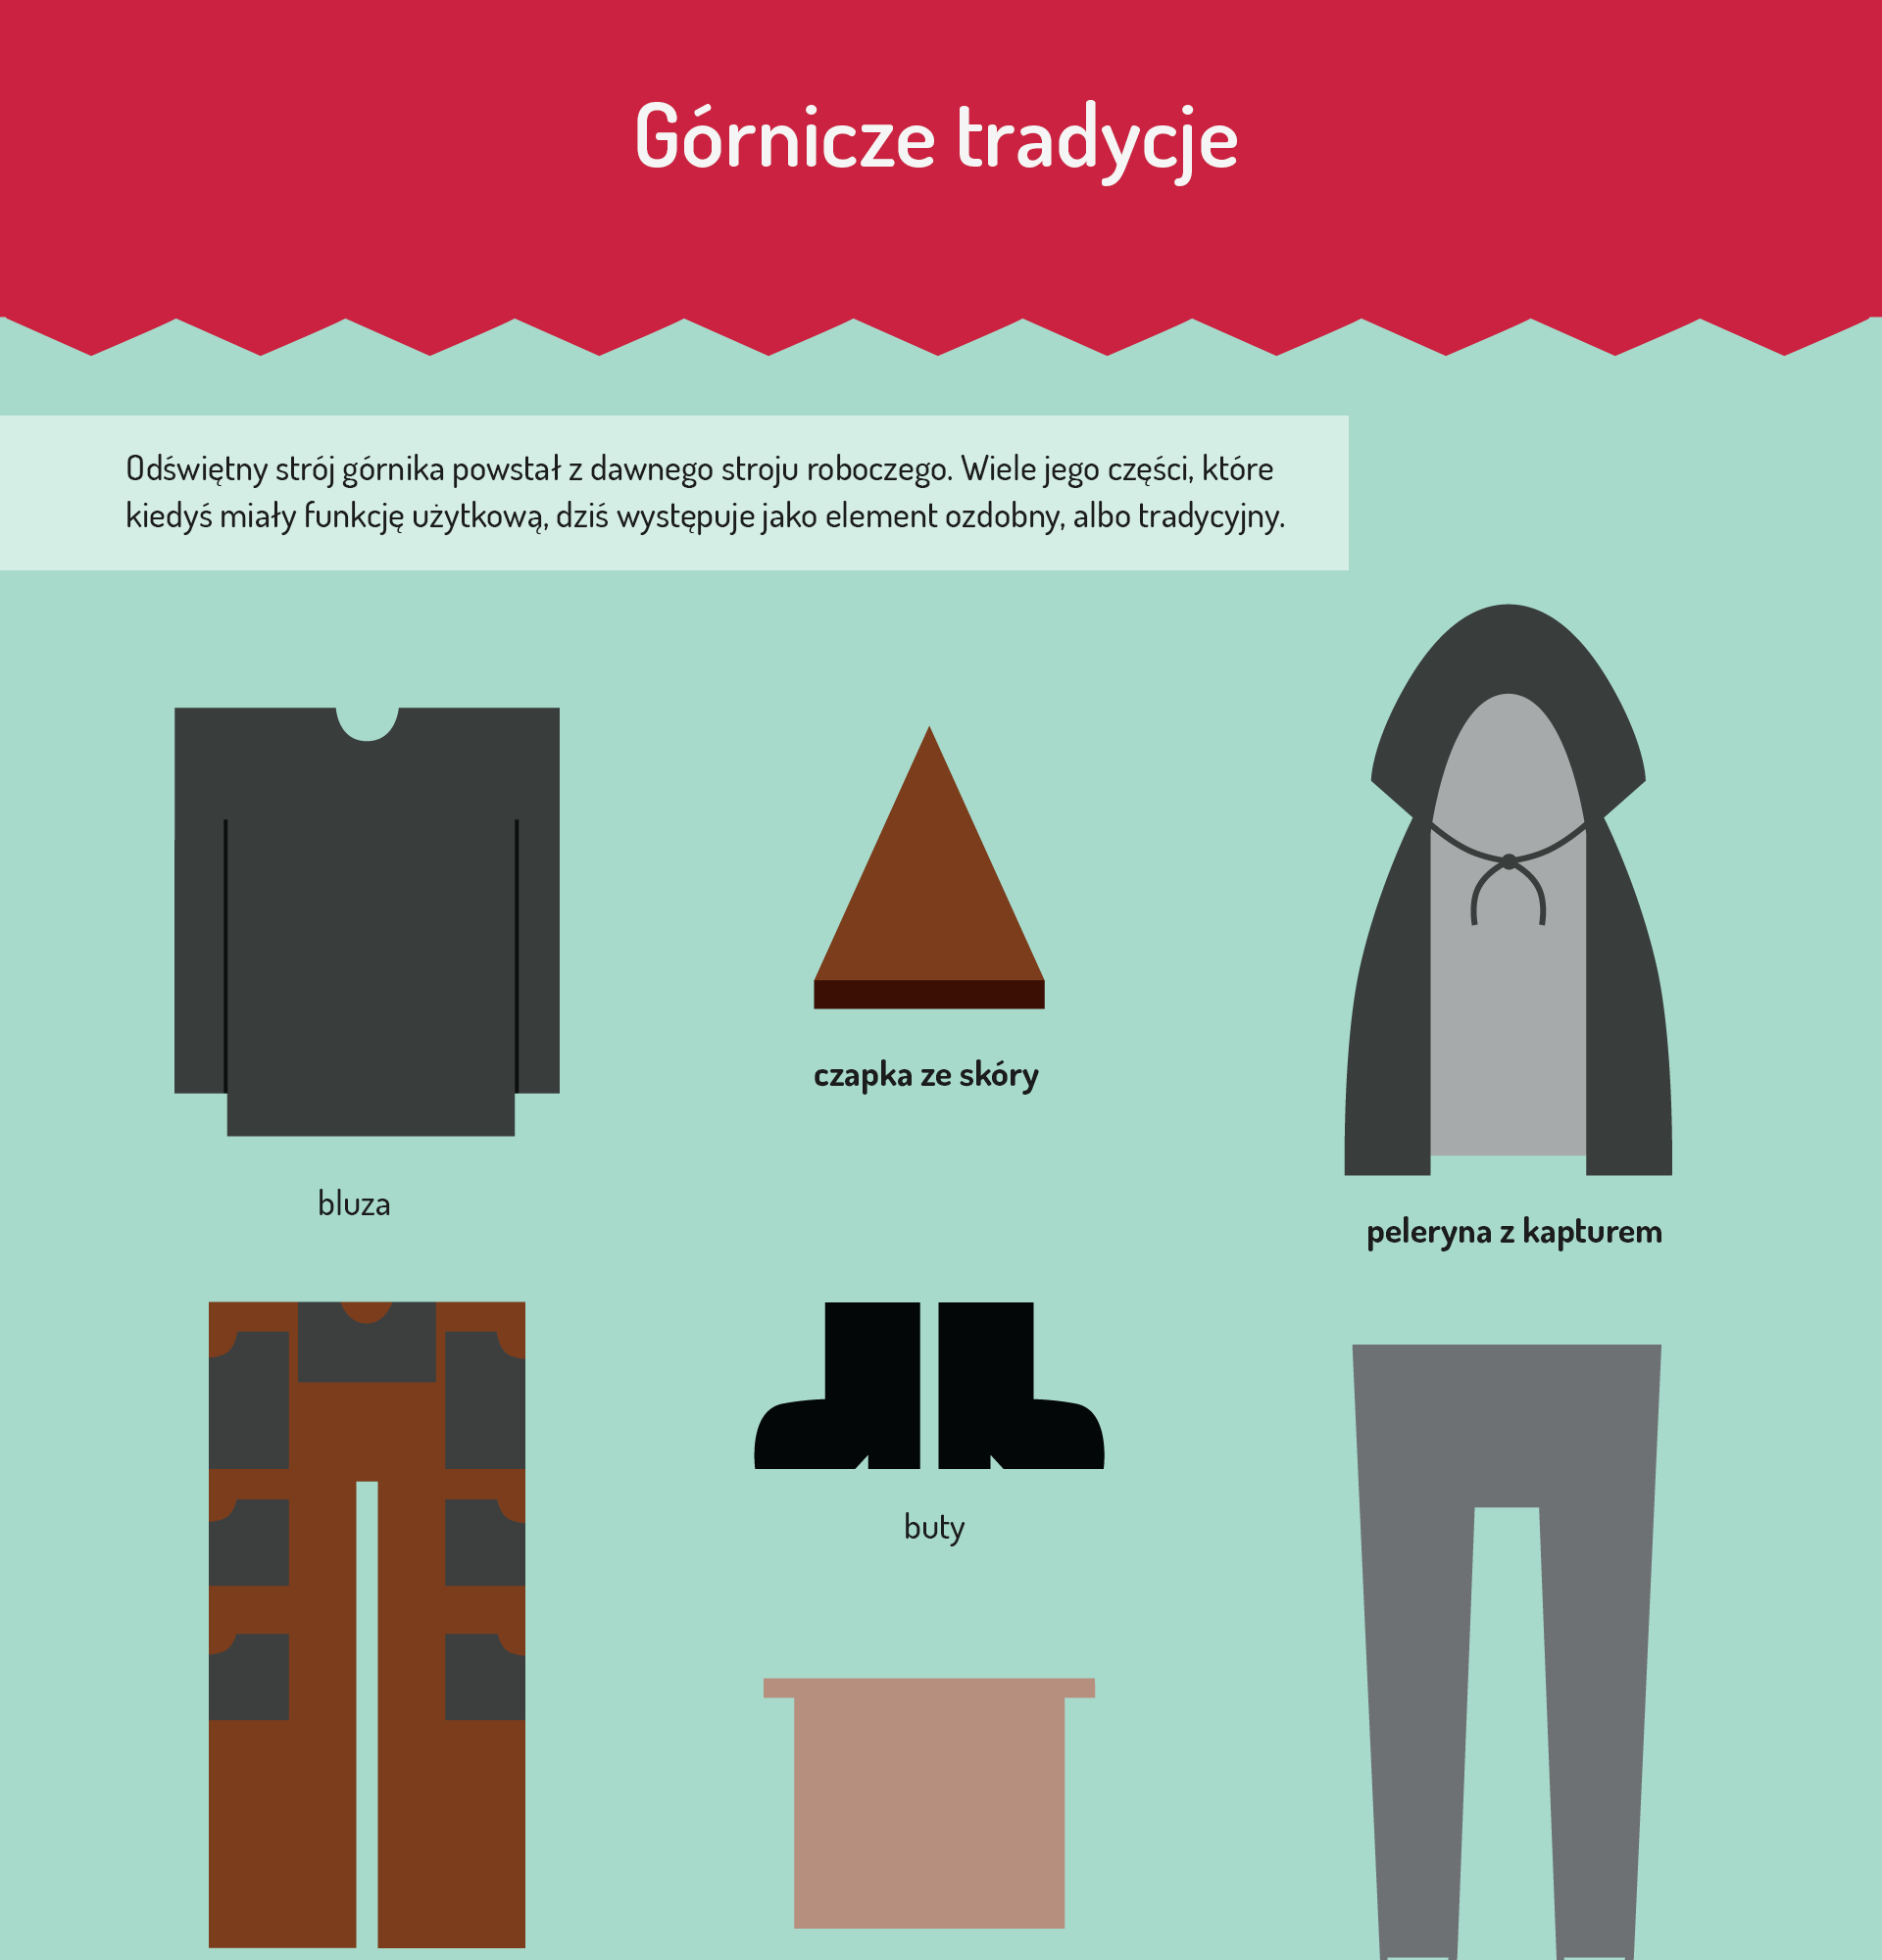 Górnicze tradycje
Odświętny strój górnika powstał z dawnego stroju roboczego. Wiele jego części, które
kiedyś miały funkcję użytkową, dziś występuje jako element ozdobny, albo tradycyjny.
czapka ze skóry
bluza
peleryna z kapturem
buty